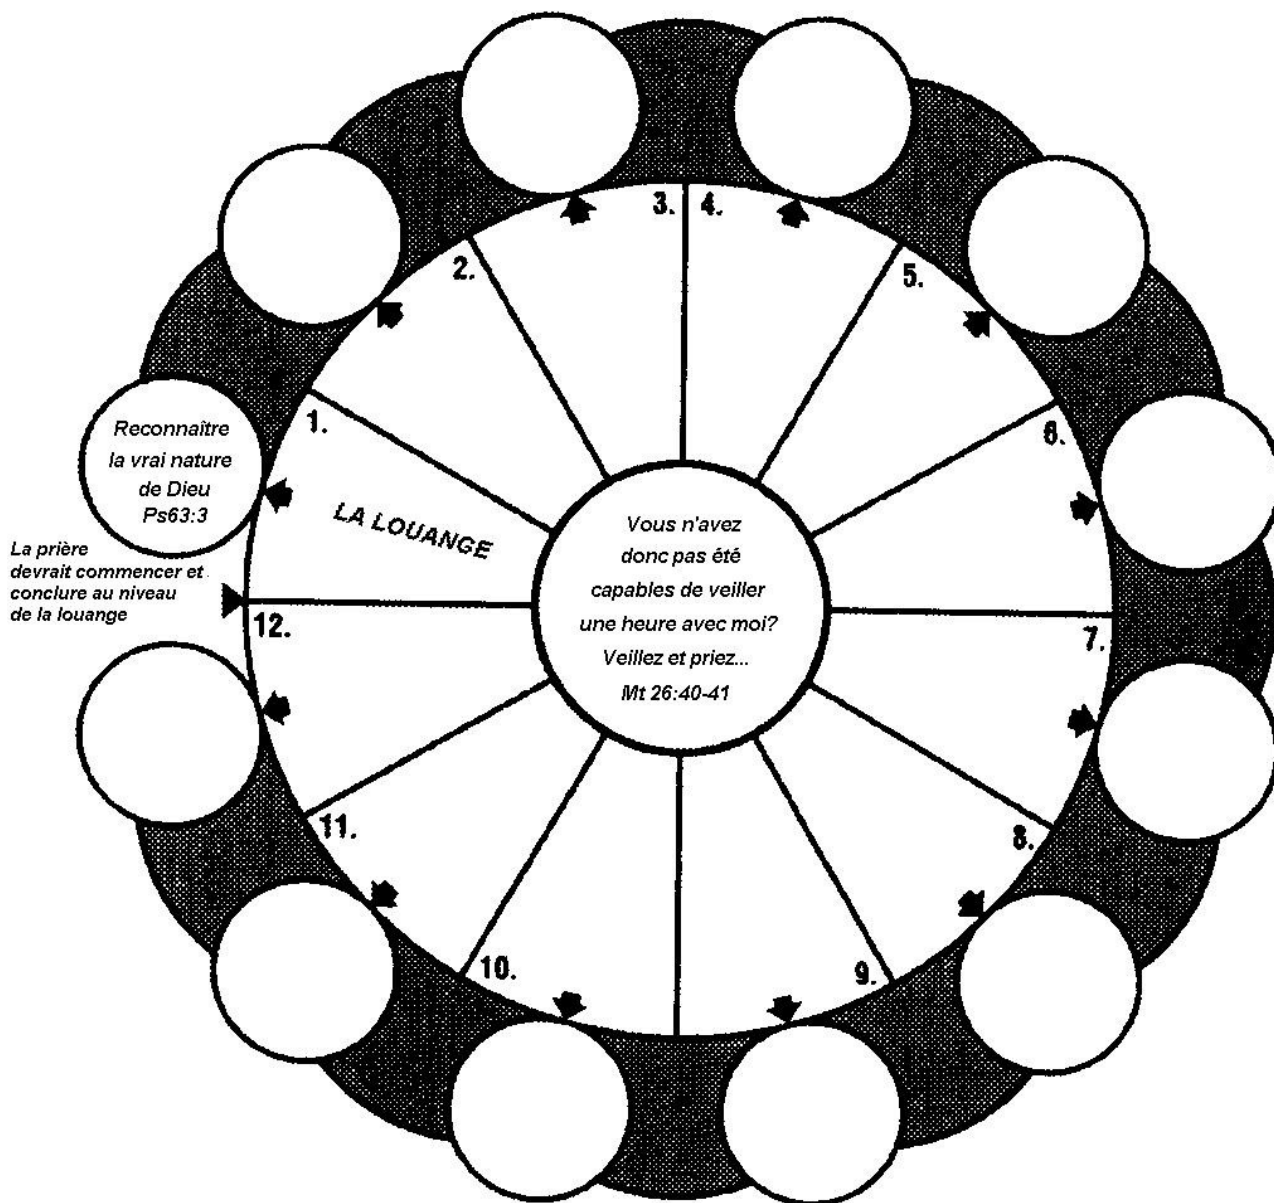 3.
4.
2.
5.
1.
6.
Reconnaître
la vrai nature
de Dieu
Ps63:3
LA LOUANGE
La prière
devrait commencer et
conclure au niveau
de la louange
Vous n'avez
donc pas été
capables de veiller
une heure avec moi?
Veillez et priez...
Mt 26:40-41
12.
7.
11.
8.
10.
9.